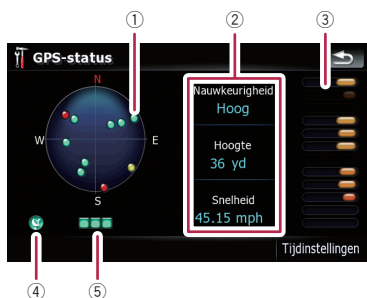 ① ② ③
GPS-status
N
W E
S
Nauwkeurigheid
Hoog
Hoogte
36 yd
Snelheid
45.15 mph
Tijdinstellingen
④ ⑤